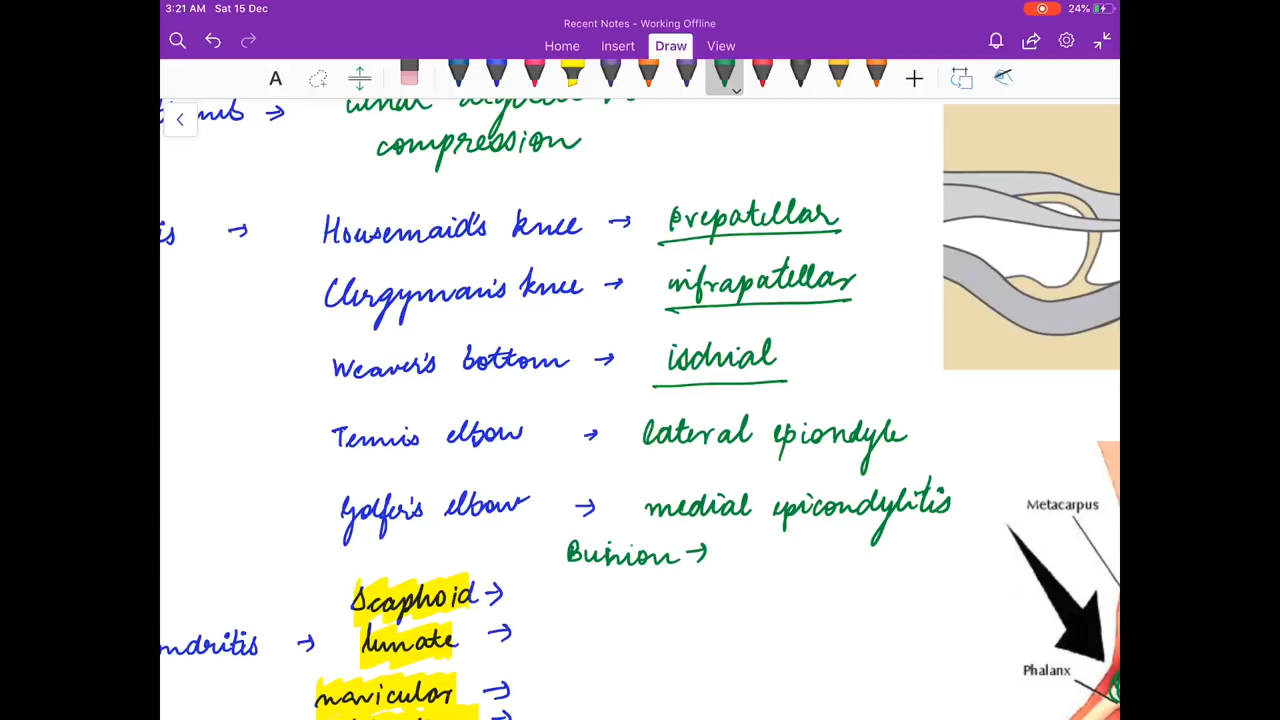 3:21 AM Sat 15 Dec
24%
Recent Notes - Working Offline
Home Insert Draw View
A
compression
Housemaid's knee → prepatellar
Clergyman's knee → infrapatellar
Weaver's bottom → ischial
Tennis elbow → lateral epiondyle
Golfer's elbow → medial epicondylitis
Bunion →
Scaphoid →
ndritis → lunate →
navicular →
Metacarpus
Phalanx